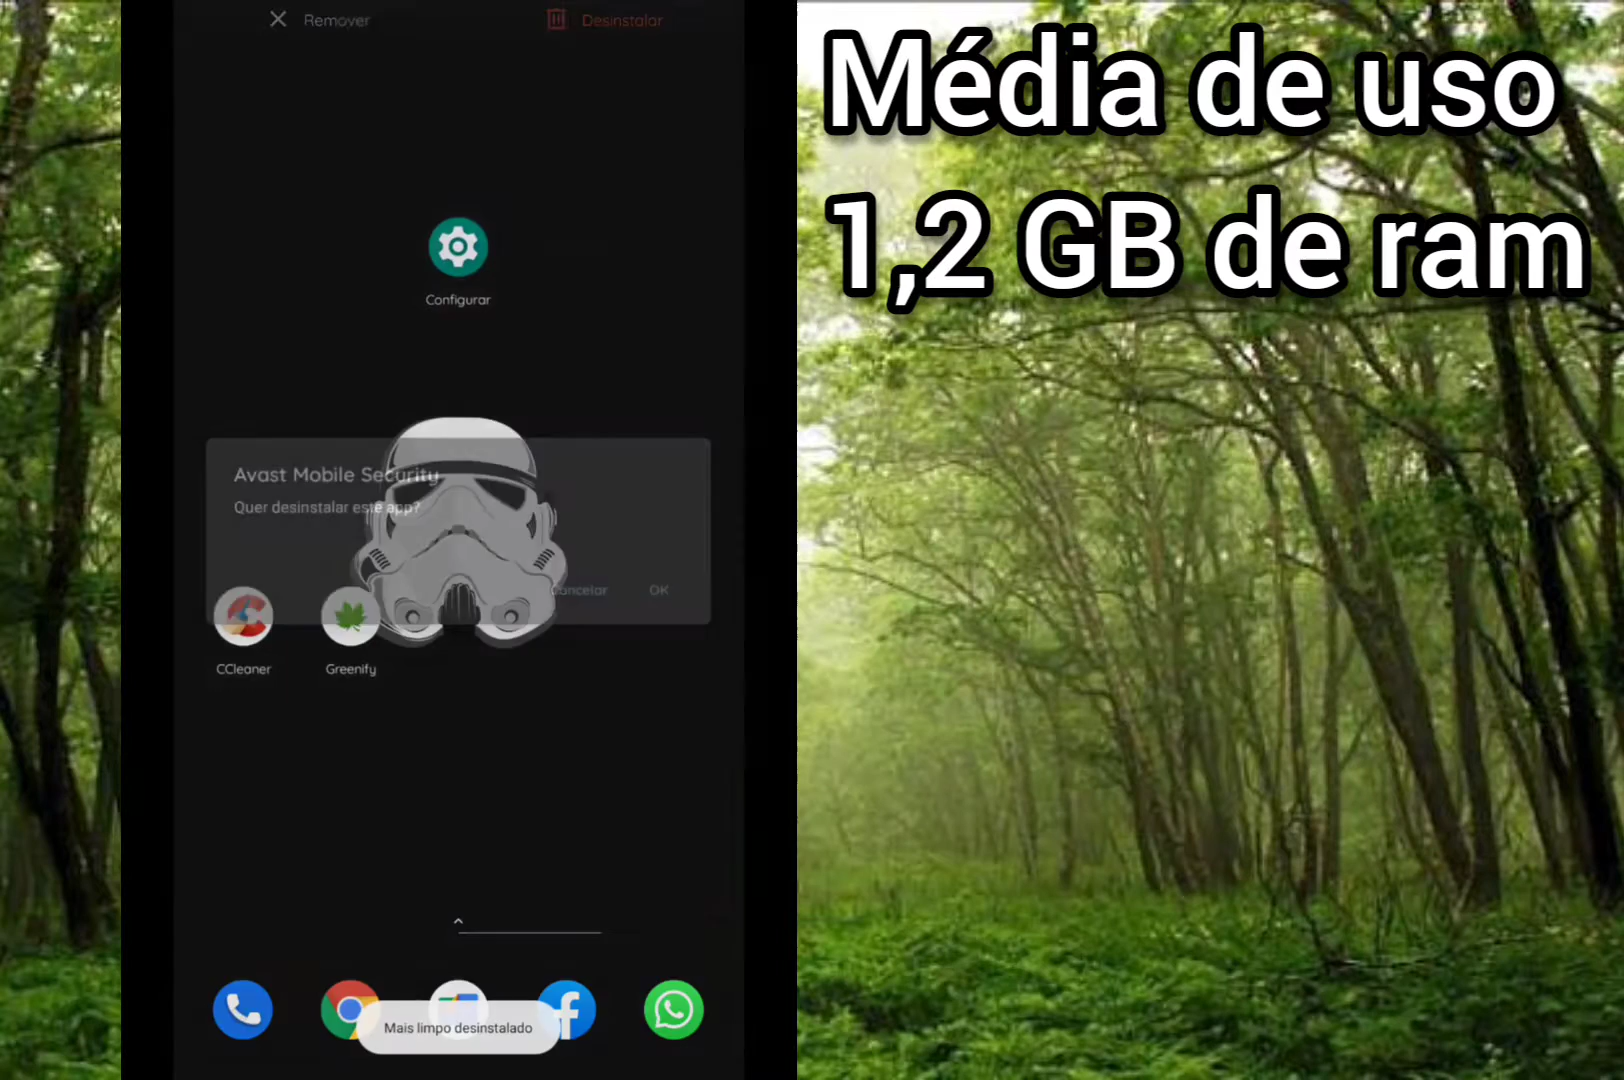 Remover
Desinstalar
Configurar
Avast Mobile Security
Quer desinstalar este app?
Cancelar
OK
CCleaner
Greenify
Mais limpo desinstalado
Média de uso
1,2 GB de ram